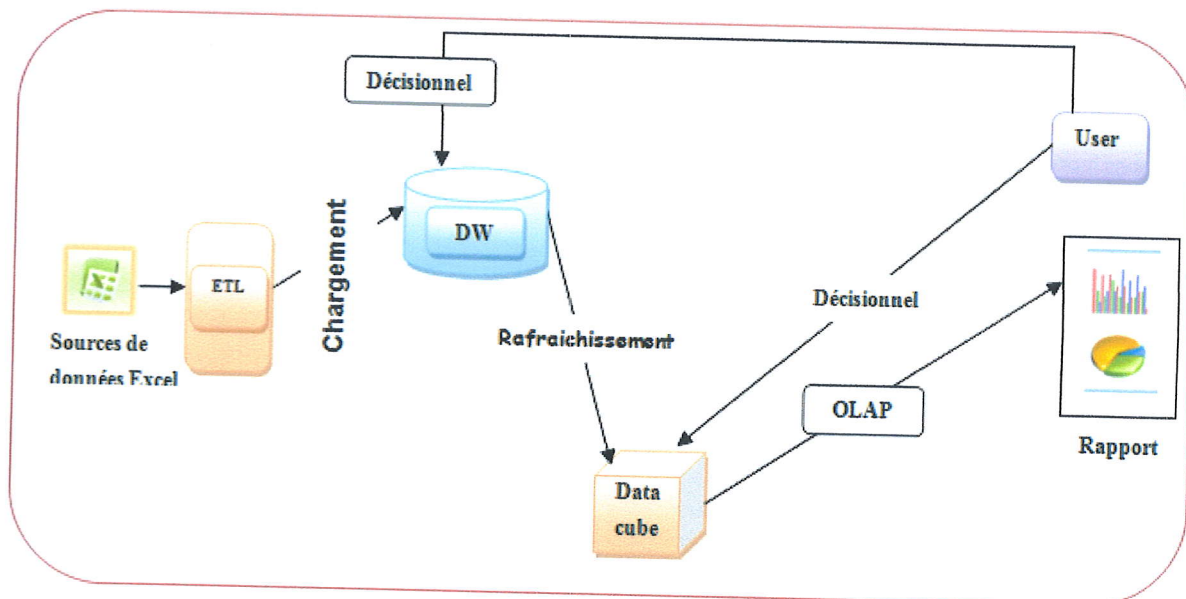 Décisionnel
User
DW
Chargement
ETL
Sources de
données Excel
Rafraichissement
Décisionnel
OLAP
Rapport
Data
cube